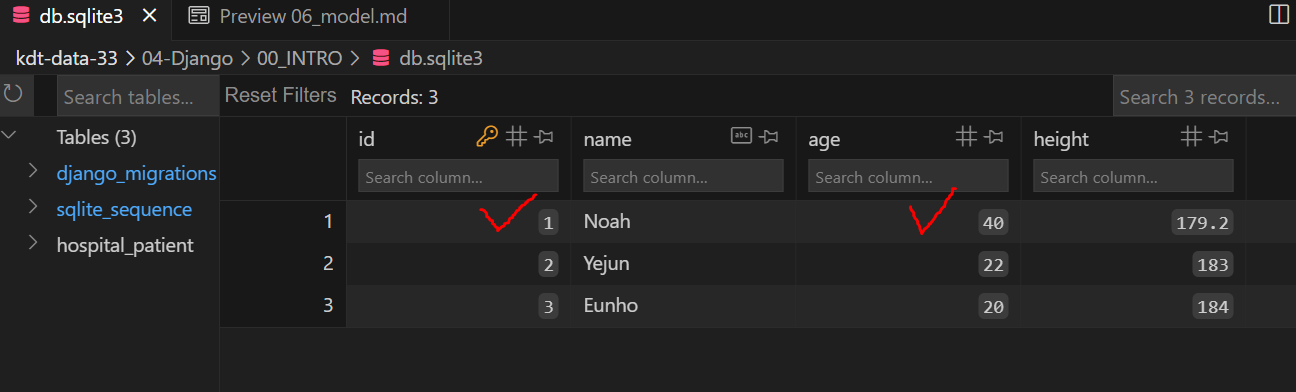 db.sqlite3 Preview 06_model.md
kdt-data-33 > 04-Django > 00_INTRO > db.sqlite3
Search tables... Reset Filters Records: 3 Search 3 records...
Tables (3) id name abc age height
Search column... Search column... Search column... Search column...
django_migrations
sqlite_sequence
hospital_patient
1 1 Noah 40 179.2
2 2 Yejun 22 183
3 3 Eunho 20 184